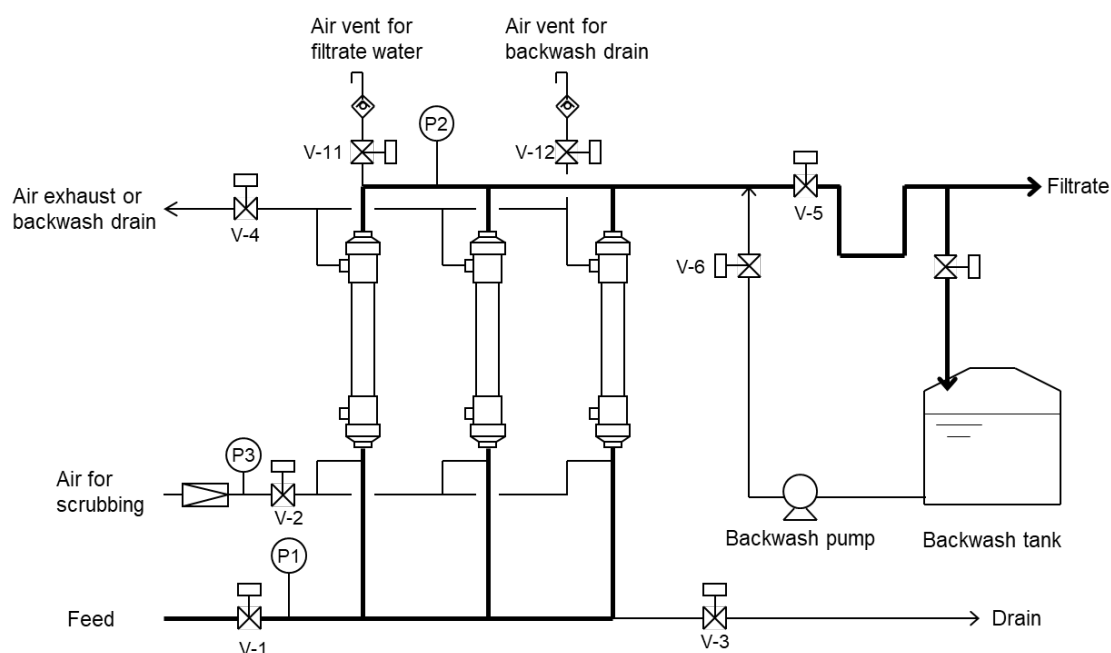 Air vent for
filtrate water
Air vent for
backwash drain
P2
V-11
V-12
Air exhaust or
backwash drain
V-4
V-5
Filtrate
V-6
P3
Air for
scrubbing
V-2
Backwash pump
Backwash tank
P1
Feed
V-1
V-3
Drain